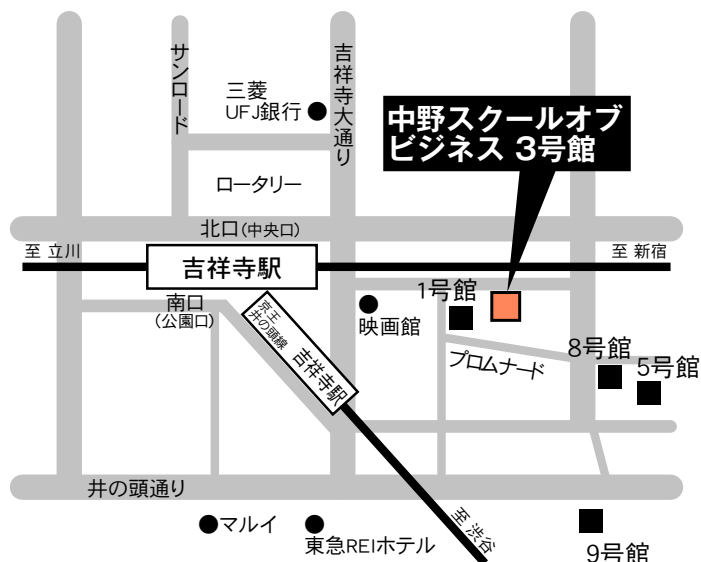 サンロード
三菱
UFJ銀行
吉祥寺大通り
中野スクールオブ
ビジネス 3号館
ロータリー
北口(中央口)
至 立川
吉祥寺駅
至 新宿
南口
(公園口)
京王
井の頭線
吉祥寺駅
映画館
1号館
プロムナード
8号館
5号館
井の頭通り
マルイ
東急REIホテル
至 渋谷
9号館